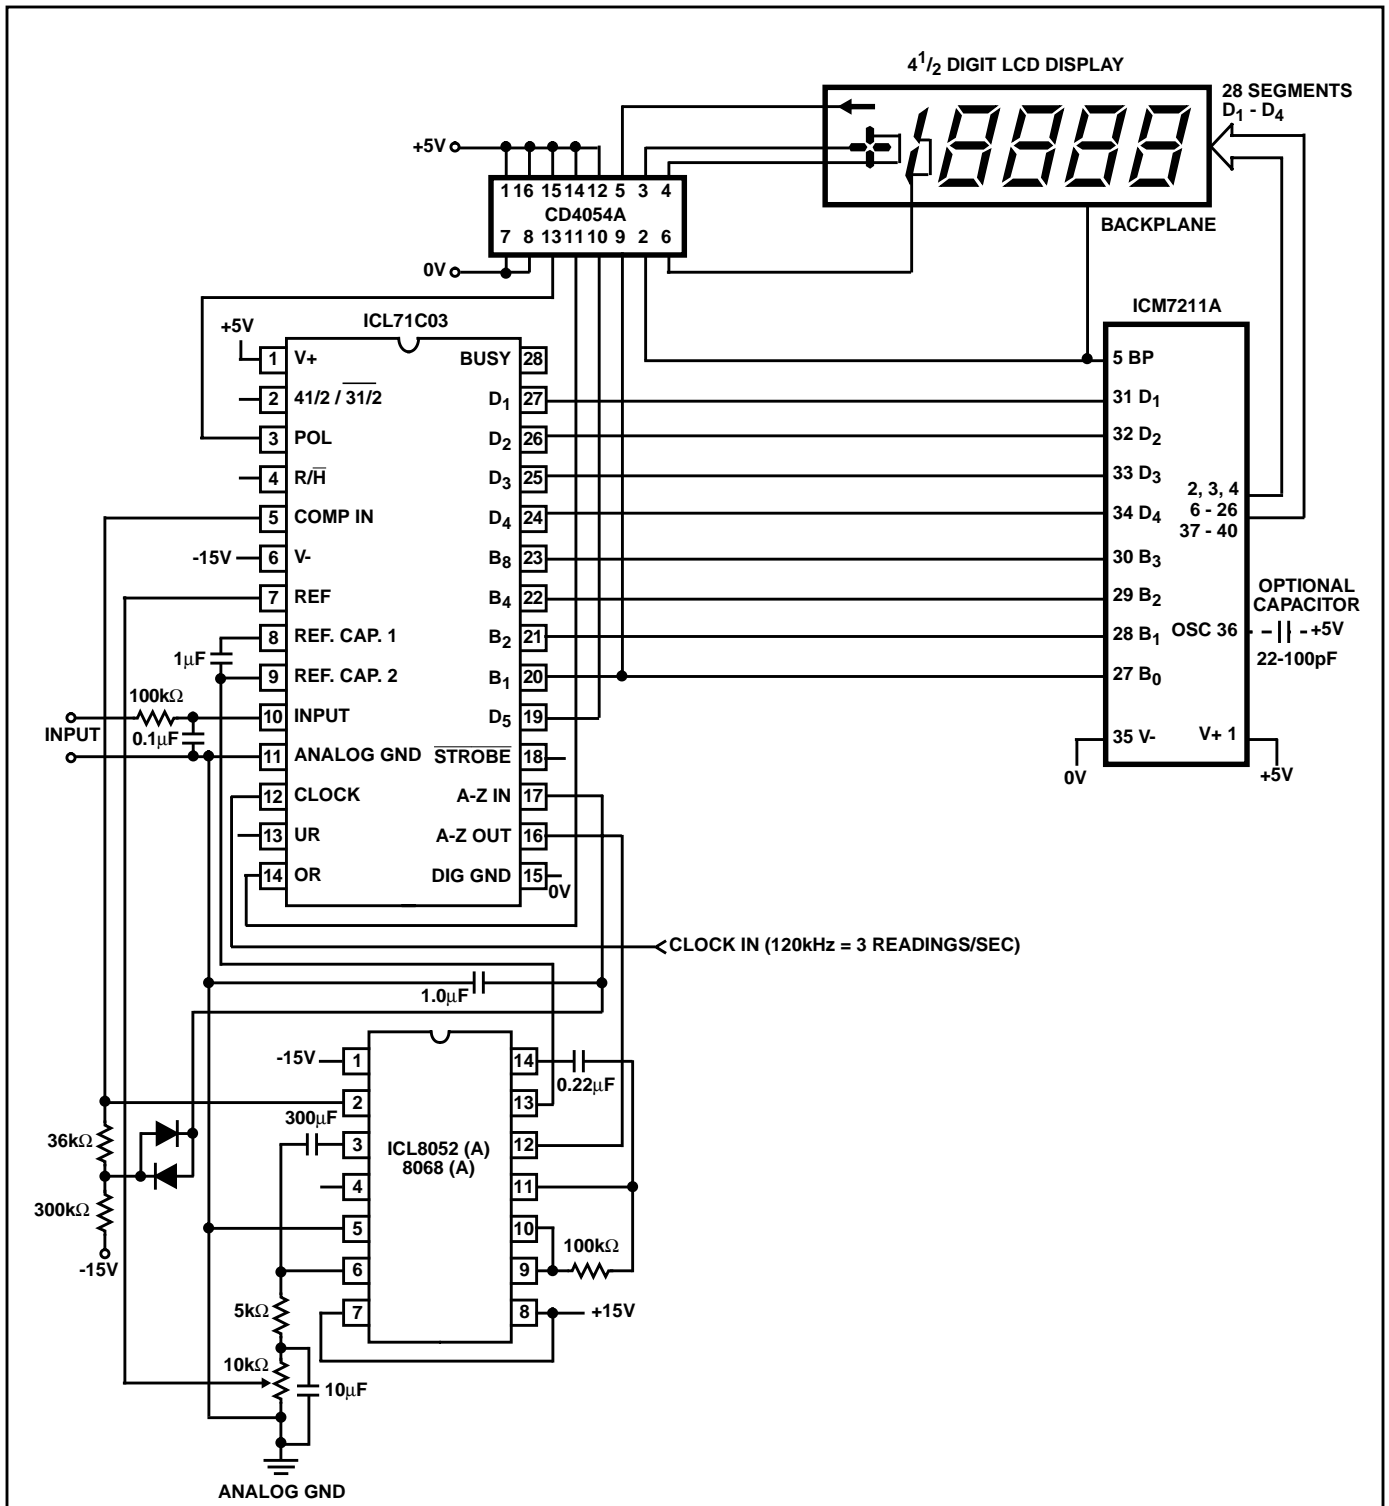 4 1/2 DIGIT LCD DISPLAY
28 SEGMENTS
D1 - D4
+5V
1 16 15 14 12 5 3 4
CD4054A
7 8 13 11 10 9 2 6
0V
BACKPLANE
ICL71C03
ICM7211A
+5V
1 V+
BUSY 28
5 BP
2 41/2 / 31/2
D1 27
31 D1
3 POL
D2 26
32 D2
4 R/H
D3 25
33 D3
5 COMP IN
D4 24
34 D4
2, 3, 4
6 - 26
37 - 40
-15V
6 V-
B8 23
30 B3
7 REF
B4 22
29 B2
OPTIONAL
CAPACITOR
8 REF. CAP. 1
B2 21
28 B1
OSC 36
+5V
22-100pF
1μF
9 REF. CAP. 2
B1 20
27 B0
100kΩ
INPUT
10 INPUT
D5 19
0.1μF
11 ANALOG GND
STROBE 18
35 V-
V+ 1
0V
+5V
12 CLOCK
A-Z IN 17
13 UR
A-Z OUT 16
14 OR
DIG GND 15
0V
CLOCK IN (120kHz = 3 READINGS/SEC)
1.0μF
-15V
1
14
0.22μF
2
13
300μF
3
12
ICL8052 (A)
8068 (A)
36kΩ
4
11
300kΩ
5
10
100kΩ
-15V
6
9
5kΩ
7
8
+15V
10kΩ
10μF
ANALOG GND